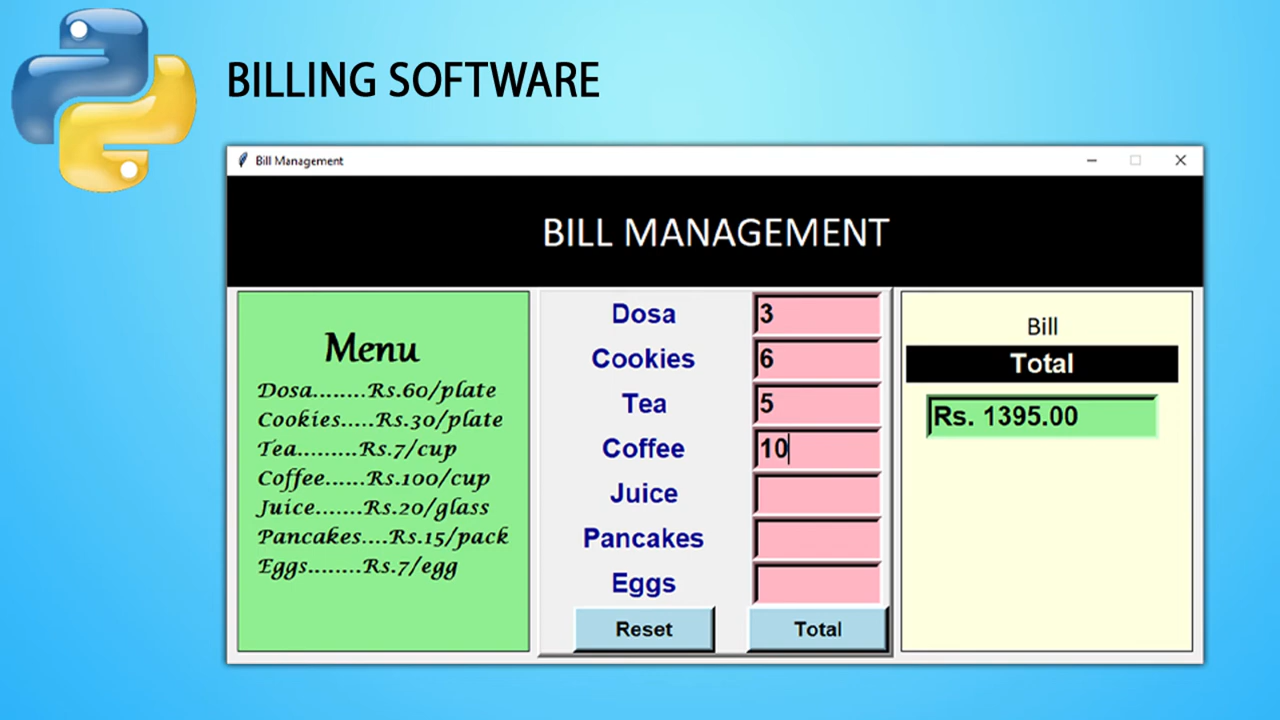 BILLING SOFTWARE
Bill Management
BILL MANAGEMENT
Menu
Dosa........Rs.60/plate
Cookies.....Rs.30/plate
Tea.........Rs.7/cup
Coffee......Rs.100/cup
Juice.......Rs.20/glass
Pancakes....Rs.15/pack
Eggs........Rs.7/egg
Dosa 3
Cookies 6
Tea 5
Coffee 10
Juice
Pancakes
Eggs
Reset Total
Bill
Total
Rs. 1395.00